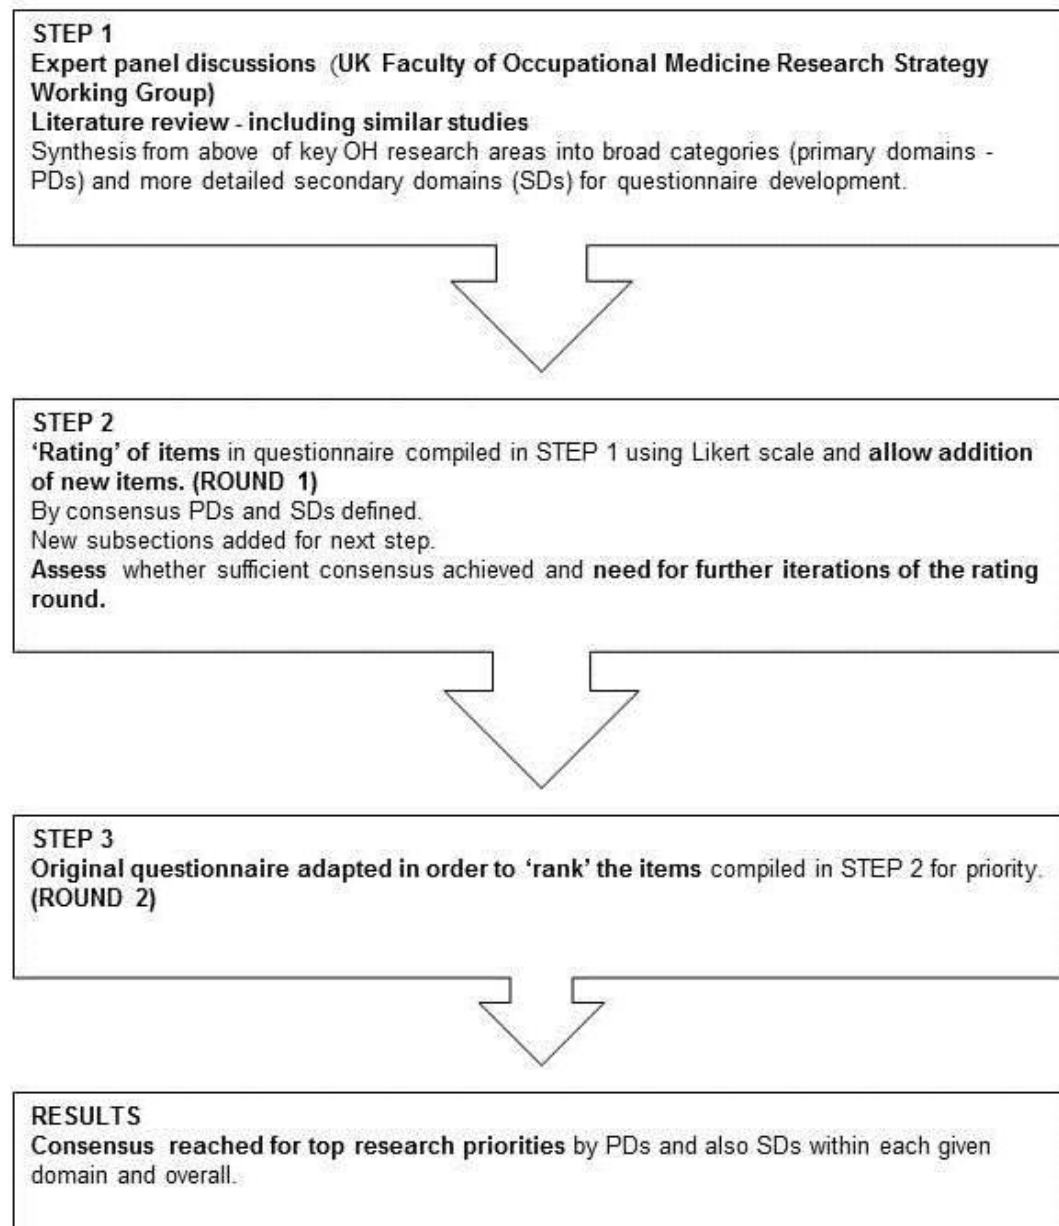 STEP 1
Expert panel discussions (UK Faculty of Occupational Medicine Research Strategy
Working Group)
Literature review - including similar studies
Synthesis from above of key OH research areas into broad categories (primary domains -
PDs) and more detailed secondary domains (SDs) for questionnaire development.
STEP 2
‘Rating’ of items in questionnaire compiled in STEP 1 using Likert scale and allow addition
of new items. (ROUND 1)
By consensus PDs and SDs defined.
New subsections added for next step.
Assess whether sufficient consensus achieved and need for further iterations of the rating
round.
STEP 3
Original questionnaire adapted in order to ‘rank’ the items compiled in STEP 2 for priority.
(ROUND 2)
RESULTS
Consensus reached for top research priorities by PDs and also SDs within each given
domain and overall.